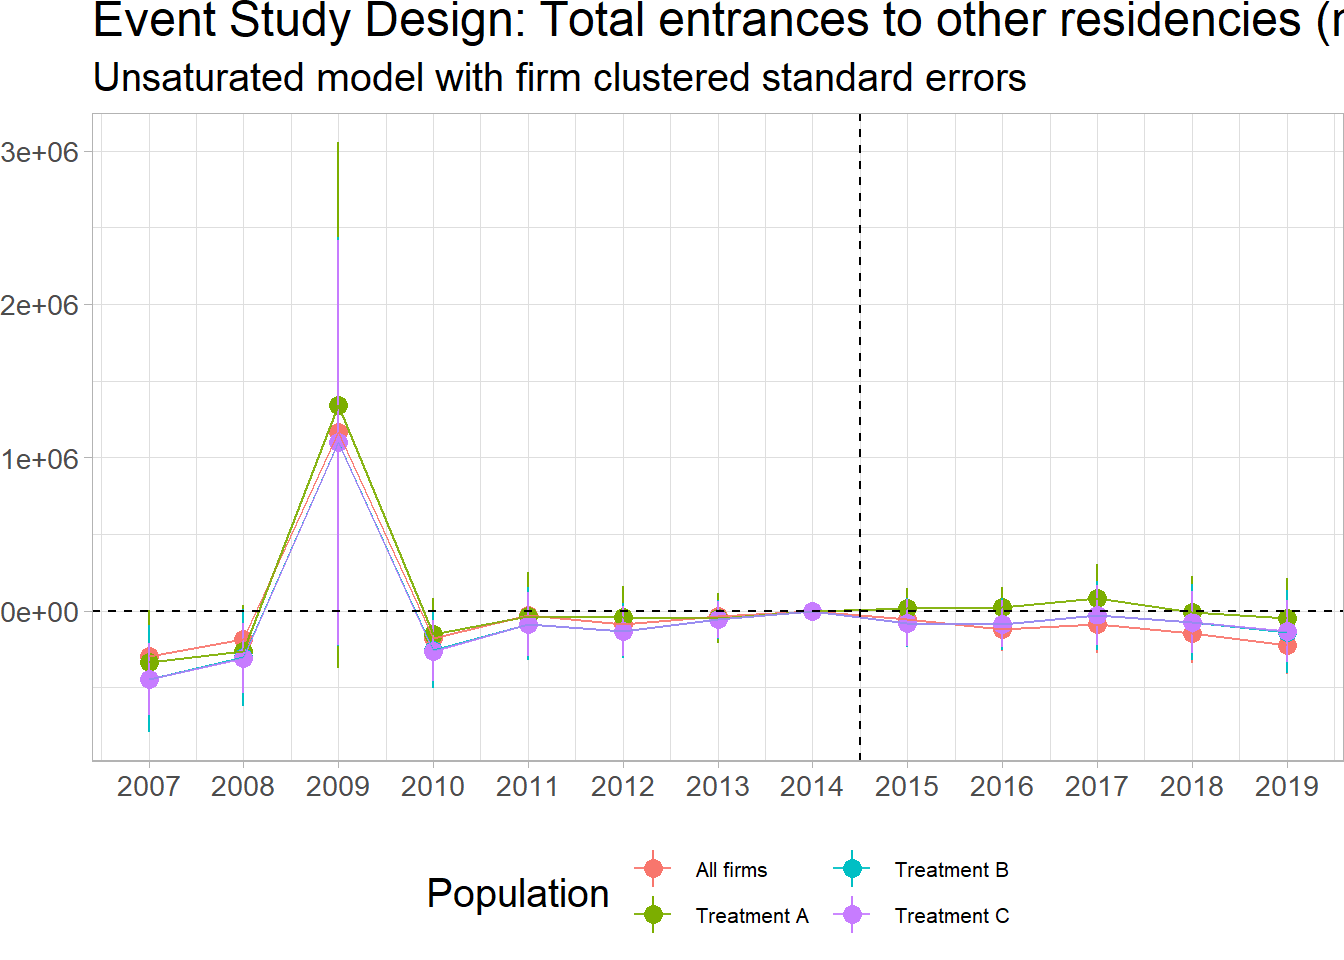 Event Study Design: Total entrances to other residencies (
Unsaturated model with firm clustered standard errors
3e+06
2e+06
1e+06
0e+00
2007 2008 2009 2010 2011 2012 2013 2014 2015 2016 2017 2018 2019
Population
All firms
Treatment A
Treatment B
Treatment C